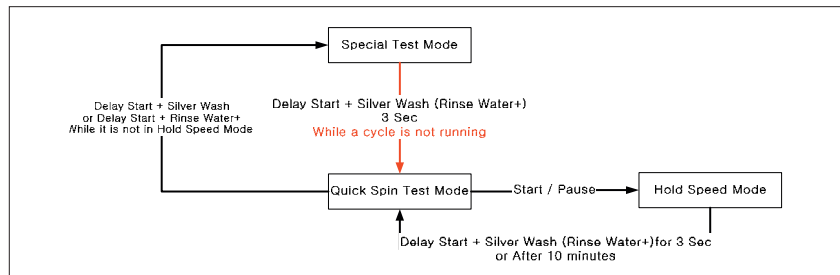 Special Test Mode
Delay Start + Silver Wash
or Delay Start + Rinse Water+
While it is not in Hold Speed Mode
Delay Start + Silver Wash (Rinse Water+)
3 Sec
While a cycle is not running
Quick Spin Test Mode
Start / Pause
Hold Speed Mode
Delay Start + Silver Wash (Rinse Water+)for 3 Sec
or After 10 minutes